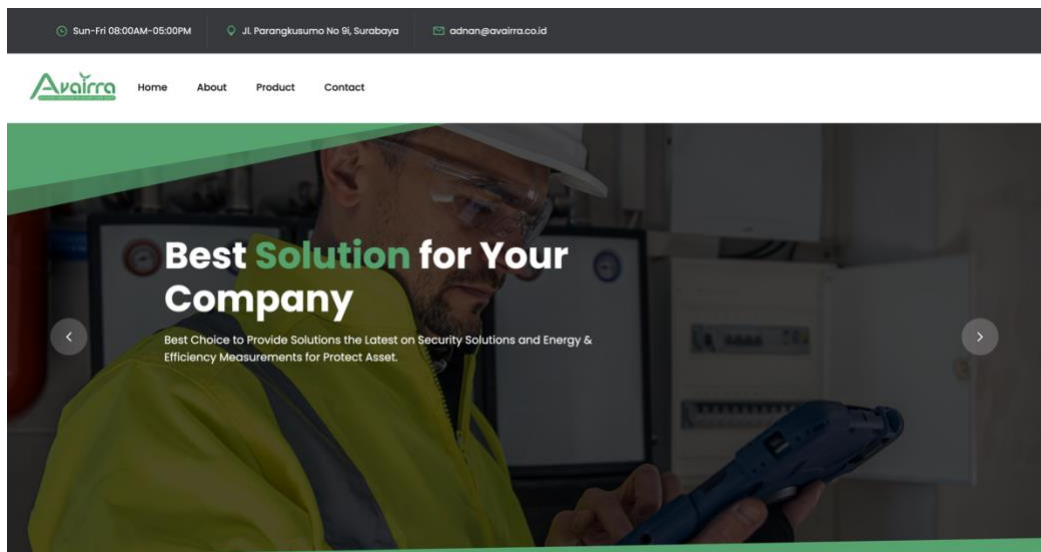 Sun-Fri 08:00AM-05:00PM
Jl. Parangkusumo No 9i, Surabaya
adnan@avairra.co.id
Avairra
Home
About
Product
Contact
Best Solution for Your
Company
Best Choice to Provide Solutions the Latest on Security Solutions and Energy &
Efficiency Measurements for Protect Asset.